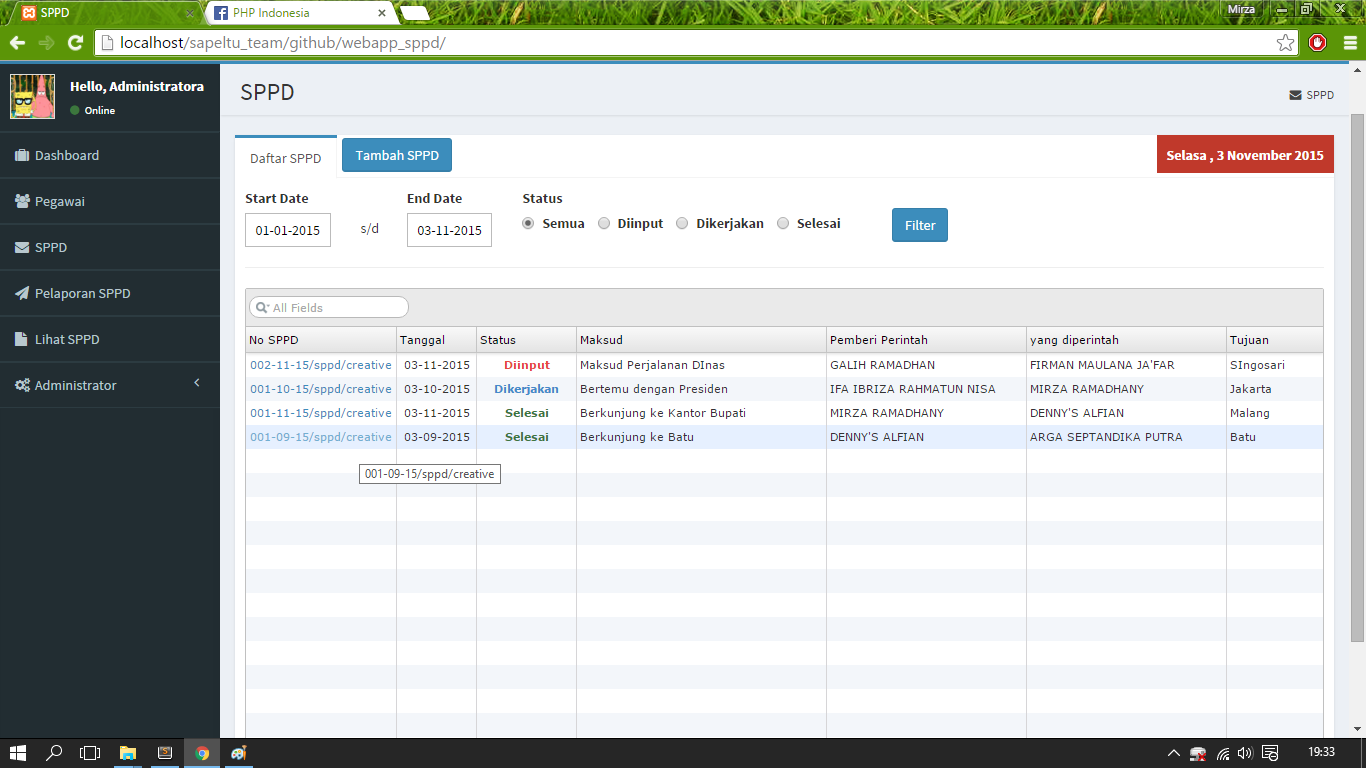 SPPD
PHP Indonesia
Mirza
localhost/sapeltu_team/github/webapp_sppd/
Hello, Administratora
Online
Dashboard
Pegawai
SPPD
Pelaporan SPPD
Lihat SPPD
Administrator
SPPD
SPPD
Daftar SPPD
Tambah SPPD
Selasa , 3 November 2015
Start Date End Date Status
01-01-2015 s/d 03-11-2015 Semua Diinput Dikerjakan Selesai Filter
All Fields
No SPPD Tanggal Status Maksud Pemberi Perintah yang diperintah Tujuan
002-11-15/sppd/creative 03-11-2015 Diinput Maksud Perjalanan DInas GALIH RAMADHAN FIRMAN MAULANA JA'FAR SIngosari
001-10-15/sppd/creative 03-10-2015 Dikerjakan Bertemu dengan Presiden IFA IBRIZA RAHMATUN NISA MIRZA RAMADHANY Jakarta
001-11-15/sppd/creative 03-11-2015 Selesai Berkunjung ke Kantor Bupati MIRZA RAMADHANY DENNY'S ALFIAN Malang
001-09-15/sppd/creative 03-09-2015 Selesai Berkunjung ke Batu DENNY'S ALFIAN ARGA SEPTANDIKA PUTRA Batu
001-09-15/sppd/creative
19:33